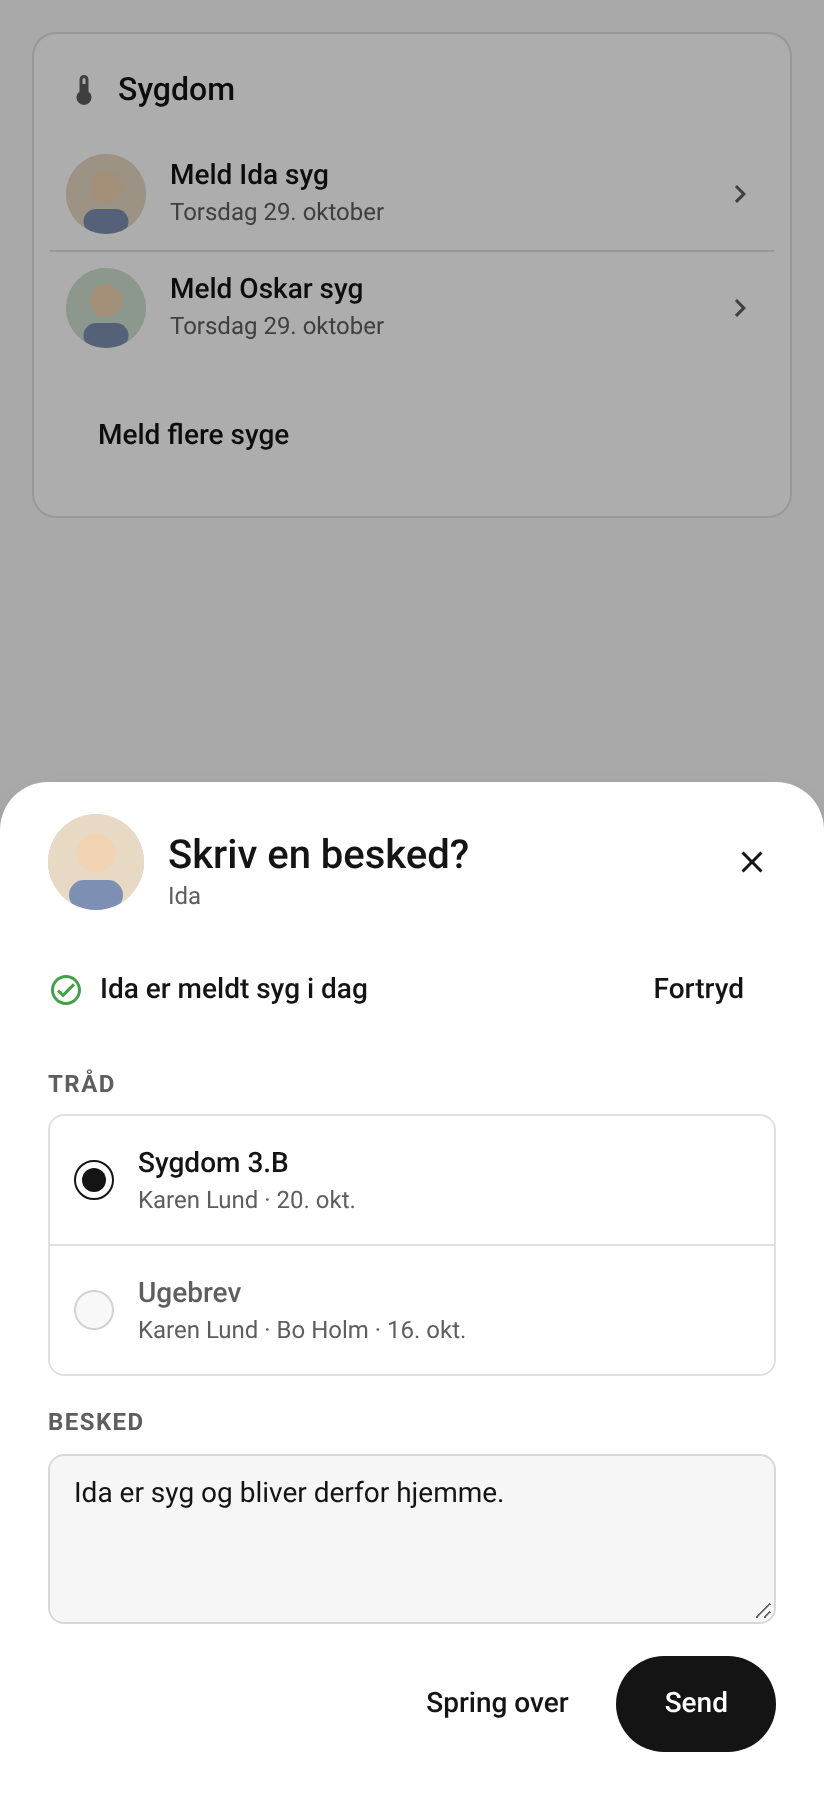 Sygdom
Meld Ida syg
Torsdag 29. oktober
Meld Oskar syg
Torsdag 29. oktober
Meld flere syge
Skriv en besked?
Ida
Ida er meldt syg i dag
Fortryd
TRÅD
Sygdom 3.B
Karen Lund · 20. okt.
Ugebrev
Karen Lund · Bo Holm · 16. okt.
BESKED
Ida er syg og bliver derfor hjemme.
Spring over
Send